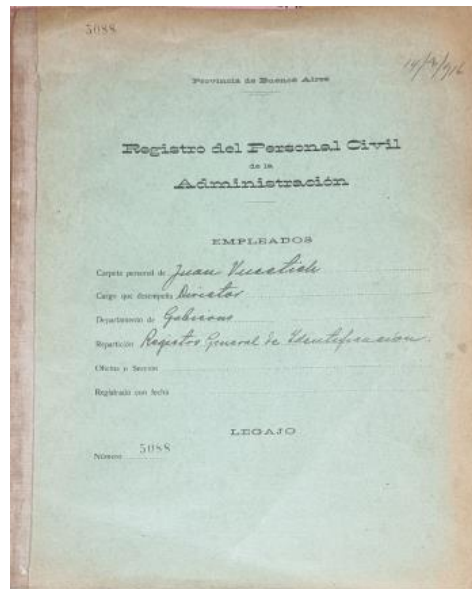 5088
14/8/916
Provincia de Buenos Aires
Registro del Personal Civil
de la
Administración
EMPLEADOS
Carpeta personal de Juan Vucetich
Cargo que desempeña Director
Departamento de Gobierno
Repartición Registro General de Identificación.
Oficina o Sección
Registrado con fecha
LEGAJO
Número 5088